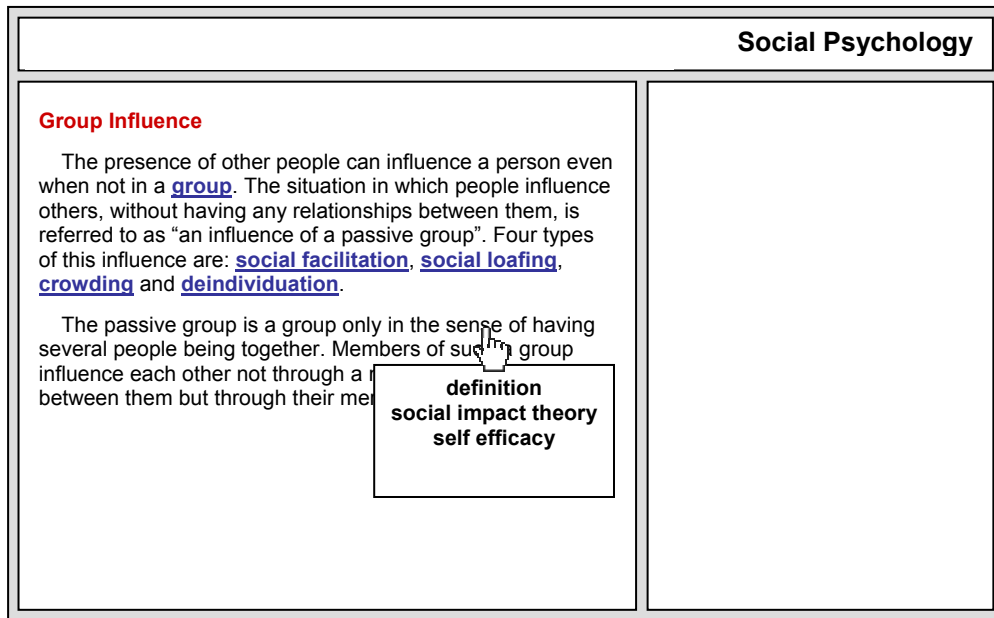 Social Psychology
Group Influence
The presence of other people can influence a person even
when not in a group. The situation in which people influence
others, without having any relationships between them, is
referred to as “an influence of a passive group”. Four types
of this influence are: social facilitation, social loafing,
crowding and deindividuation.
The passive group is a group only in the sense of having
several people being together. Members of group
influence each other not through a
between them but through their
definition
social impact theory
self efficacy